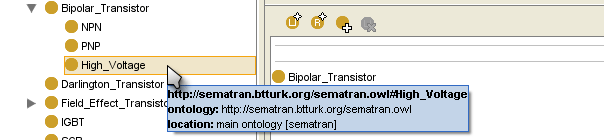 Bipolar_Transistor
NPN
PNP
High_Voltage
Darlington_Transistor
Field_Effect_Transisto
IGBT
Bipolar_Transistor
http://sematran.btturk.org/sematran.owl#High_Voltage
ontology: http://sematran.btturk.org/sematran.owl
location: main ontology [sematran]